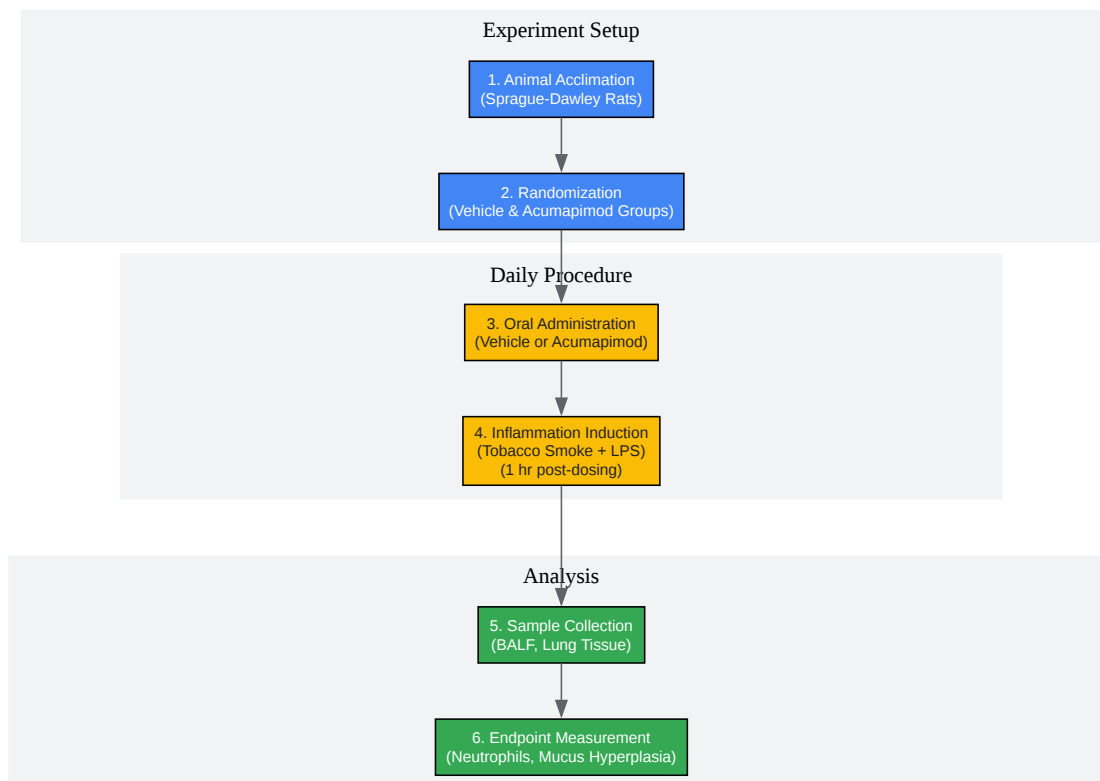 Experiment Setup
1. Animal Acclimation
(Sprague-Dawley Rats)
2. Randomization
(Vehicle & Acumapimod Groups)
Daily Procedure
3. Oral Administration
(Vehicle or Acumapimod)
4. Inflammation Induction
(Tobacco Smoke + LPS)
(1 hr post-dosing)
Analysis
5. Sample Collection
(BALF, Lung Tissue)
6. Endpoint Measurement
(Neutrophils, Mucus Hyperplasia)